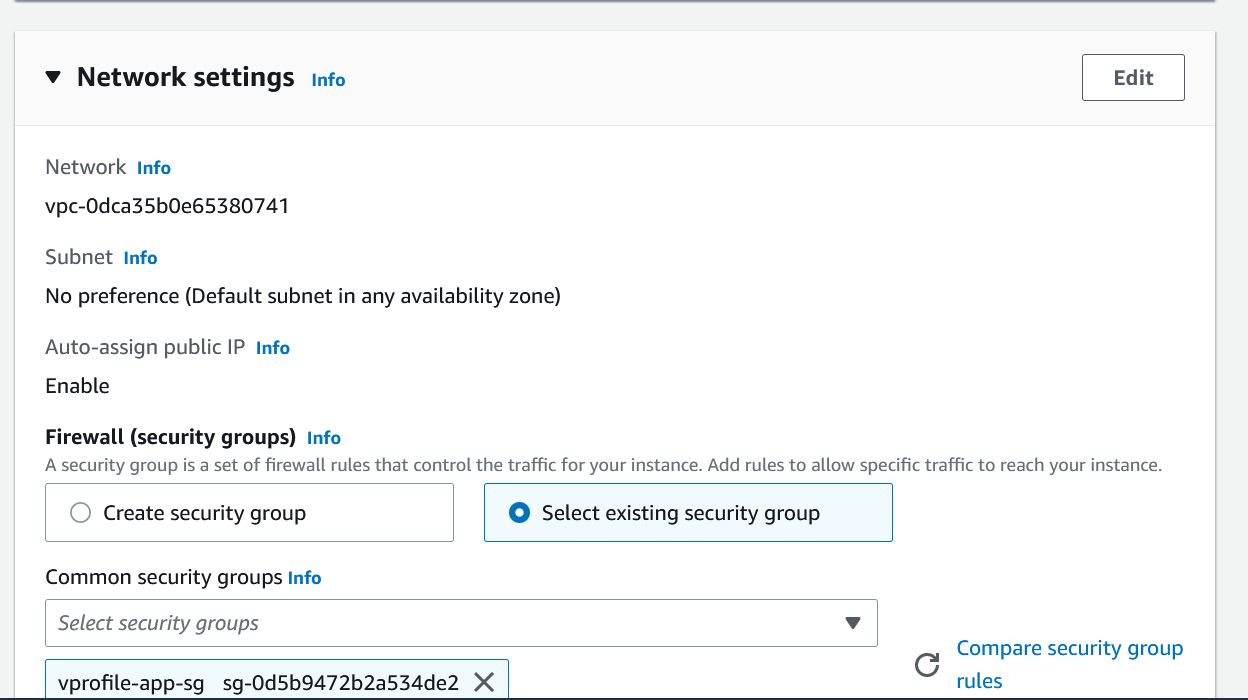 Network settings Info
Edit
Network Info
vpc-0dca35b0e65380741
Subnet Info
No preference (Default subnet in any availability zone)
Auto-assign public IP Info
Enable
Firewall (security groups) Info
A security group is a set of firewall rules that control the traffic for your instance. Add rules to allow specific traffic to reach your instance.
Create security group
Select existing security group
Common security groups Info
Select security groups
Compare security group
rules
vprofile-app-sg sg-0d5b9472b2a534de2